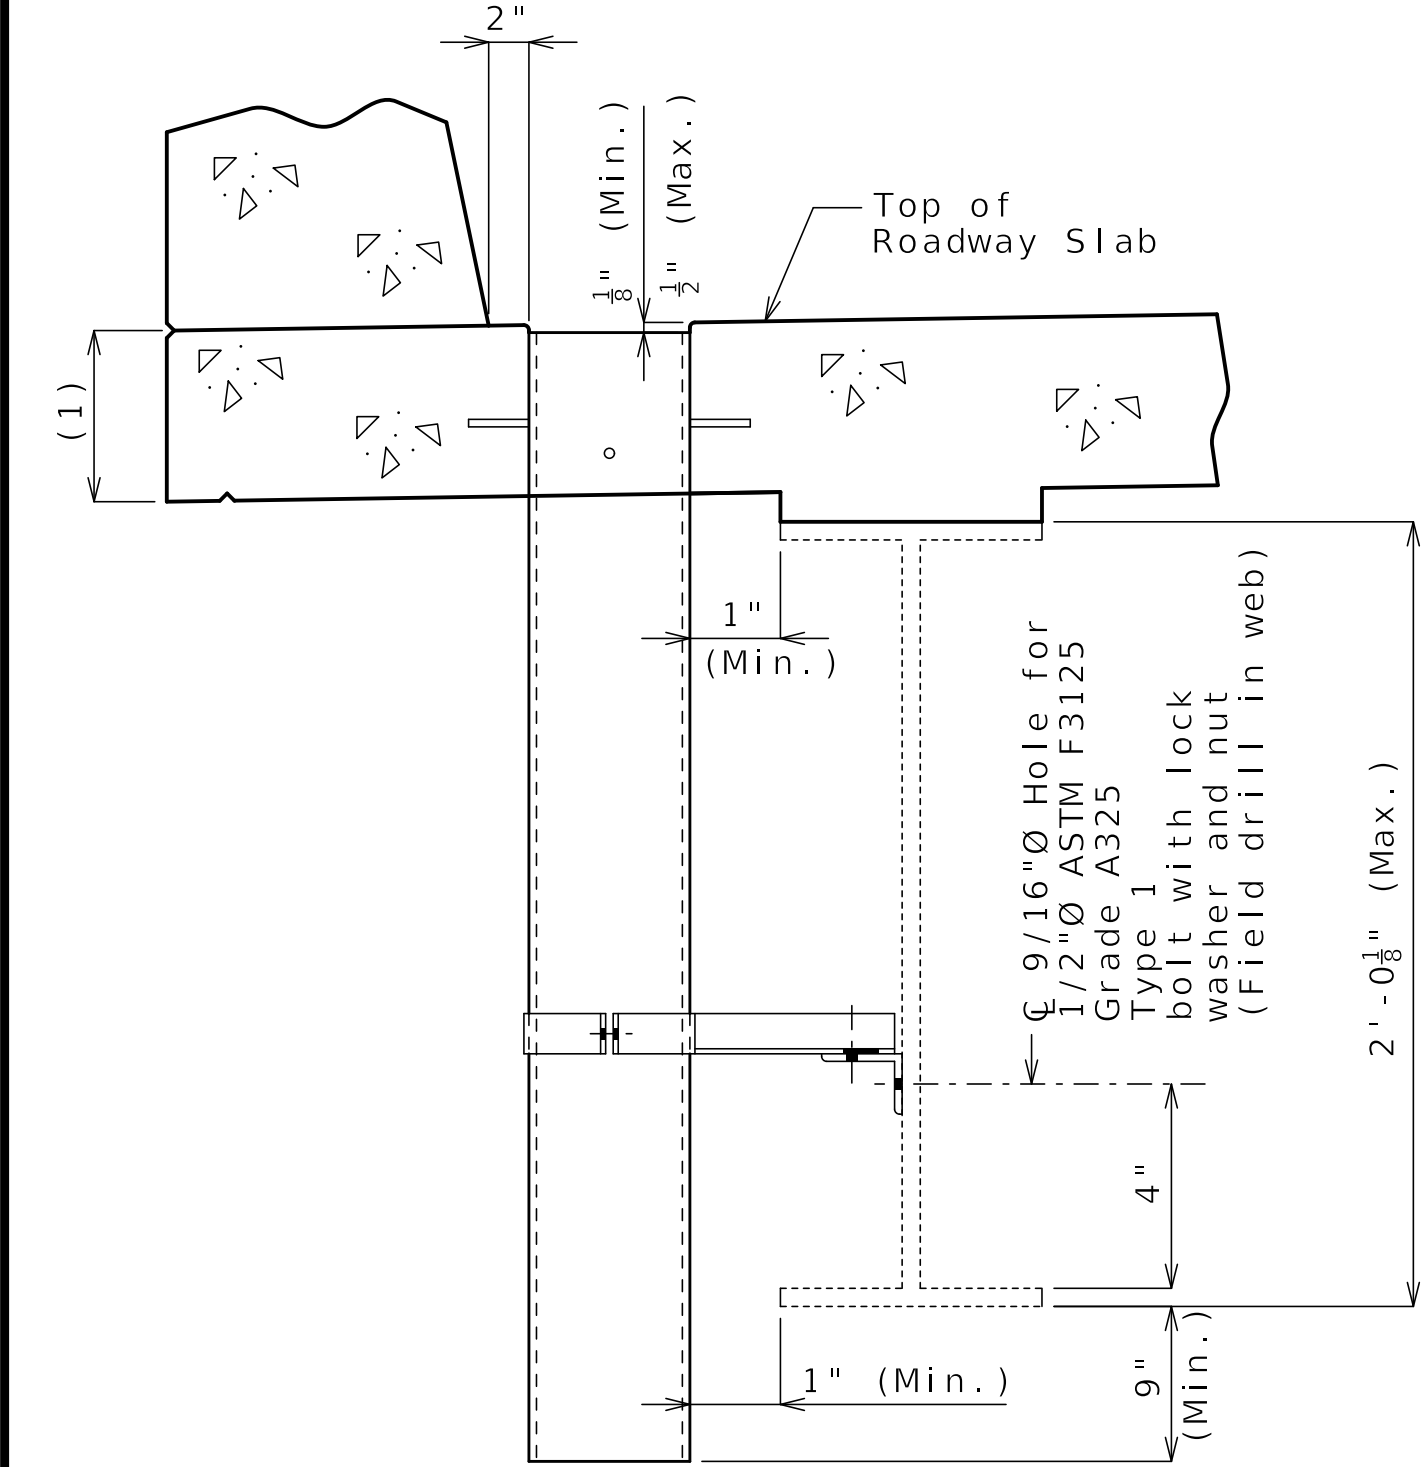 2"
1/8" (Min.)
1/2" (Max.)
Top of
Roadway Slab
(1)
1"
(Min.)
℄ 9/16"Ø Hole for
1/2"Ø ASTM F3125
Grade A325
Type 1
bolt with lock
washer and nut
(Field drill in web)
2'-0 1/8" (Max.)
4"
1" (Min.)
9"
(Min.)